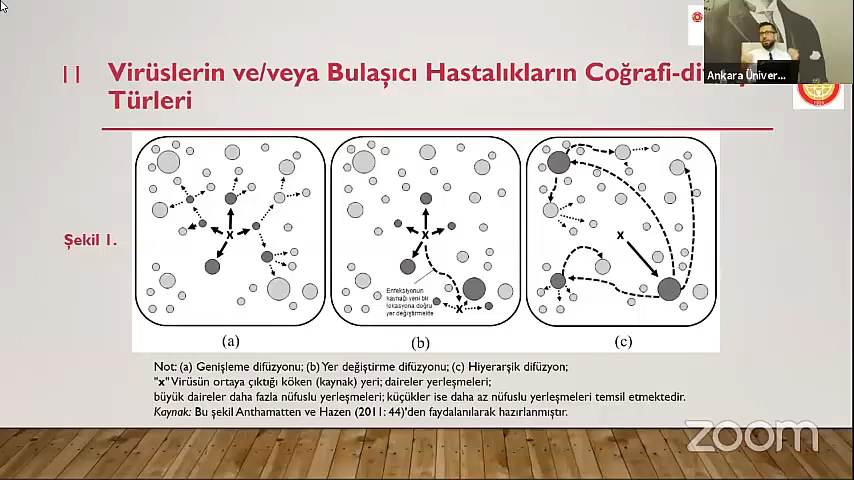 11
Virüslerin ve/veya Bulaşıcı Hastalıkların Coğrafi-di
Türleri
Ankara Üniver...
Şekil 1.
x
x
x
Enfeksiyonun
kaynağı yeni bir
lokasyona doğru
yer değiştirmekte
x
(a)
(b)
(c)
Not: (a) Genişleme difüzyonu; (b) Yer değiştirme difüzyonu; (c) Hiyerarşik difüzyon;
"x" Virüsün ortaya çıktığı köken (kaynak) yeri; daireler yerleşmeleri;
büyük daireler daha fazla nüfuslu yerleşmeleri; küçükler ise daha az nüfuslu yerleşmeleri temsil etmektedir.
Kaynak: Bu şekil Anthamatten ve Hazen (2011: 44)'den faydalanılarak hazırlanmıştır.
zoom